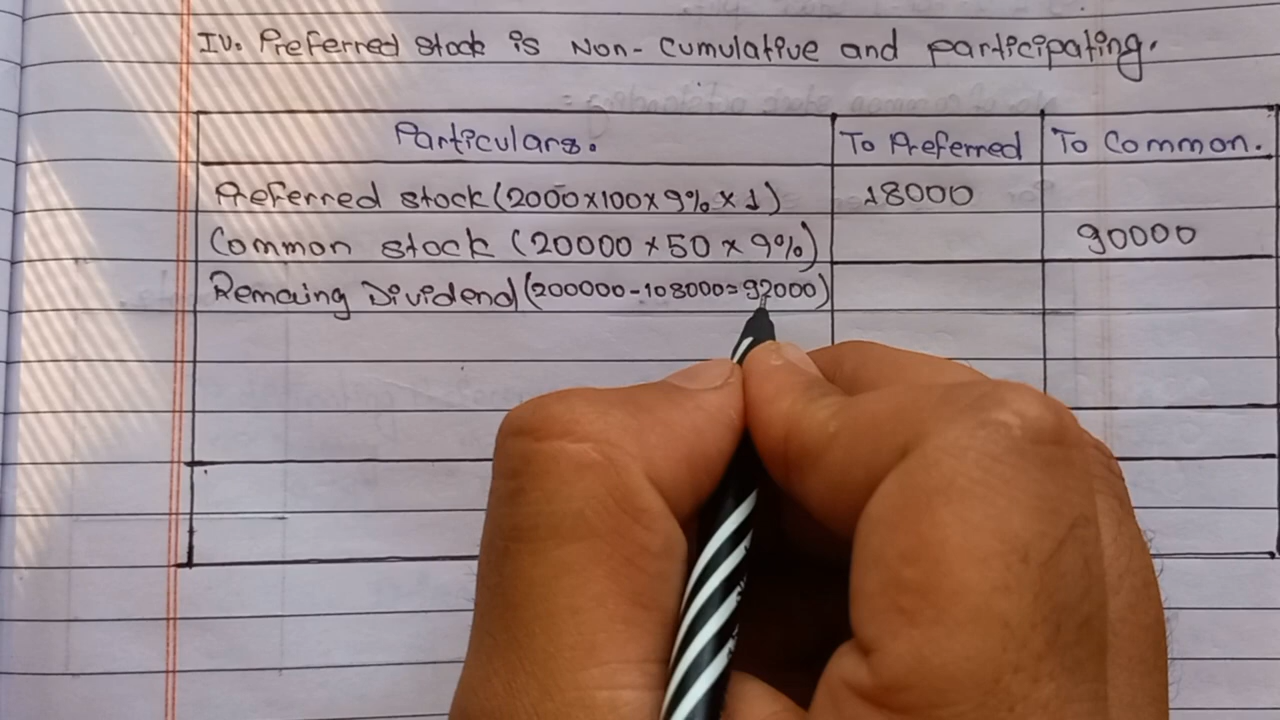 IV. Preferred stock is Non-cumulative and participating.
Particulars. To Preferred To Common.
Preferred stock (2000x100x9% x 1) 18000
Common stock (20000 x 50 x 9%) 90000
Remaing Dividend (200000-108000=92000)